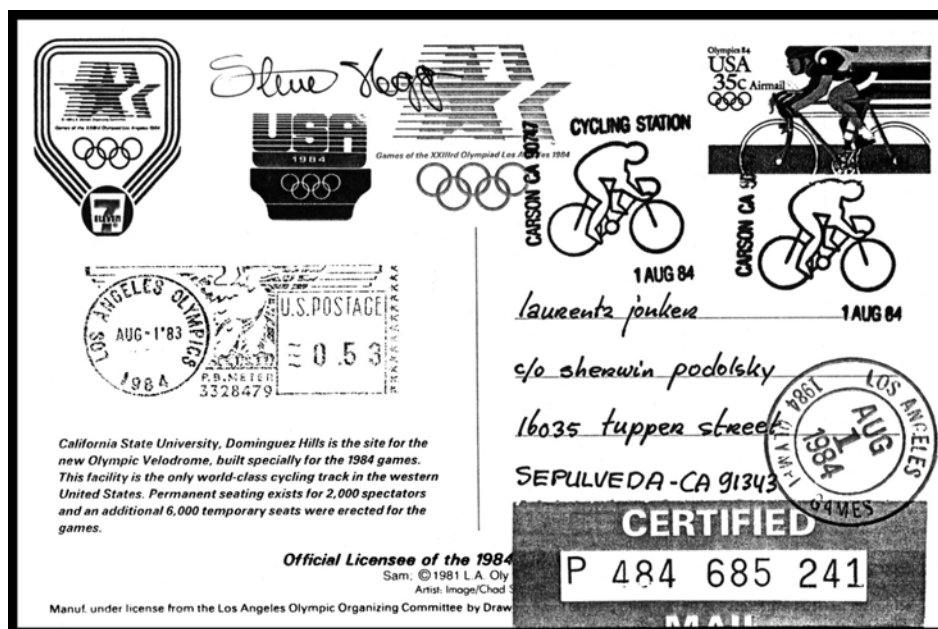 Games of the XXIIIrd Olympiad Los Angeles 1984
7
ELEVEN
Steve Hegg
USA
1984
Games of the XXIIIrd Olympiad Los Angeles 1984
Olympics 84
USA
35c Airmail
CYCLING STATION
CARSON CA 90747
1 AUG 84
CARSON CA
1 AUG 84
LOS ANGELES OLYMPICS
AUG-1'83
1984
P.B. METER
3328479
U.S. POSTAGE
0.53
laurentz jonker
c/o sherwin podolsky
16035 tupper street
SEPULVEDA-CA 91343
LOS ANGELES
AUG
1
1984
OLYMPIC GAMES
1984
California State University, Dominguez Hills is the site for the
new Olympic Velodrome, built specially for the 1984 games.
This facility is the only world-class cycling track in the western
United States. Permanent seating exists for 2,000 spectators
and an additional 6,000 temporary seats were erected for the
games.
Official Licensee of the 1984
Sam; ©1981 L.A. Oly
Artist: Image/Chad S
Manuf. under license from the Los Angeles Olympic Organizing Committee by Draw
CERTIFIED
P 484 685 241
MAIL